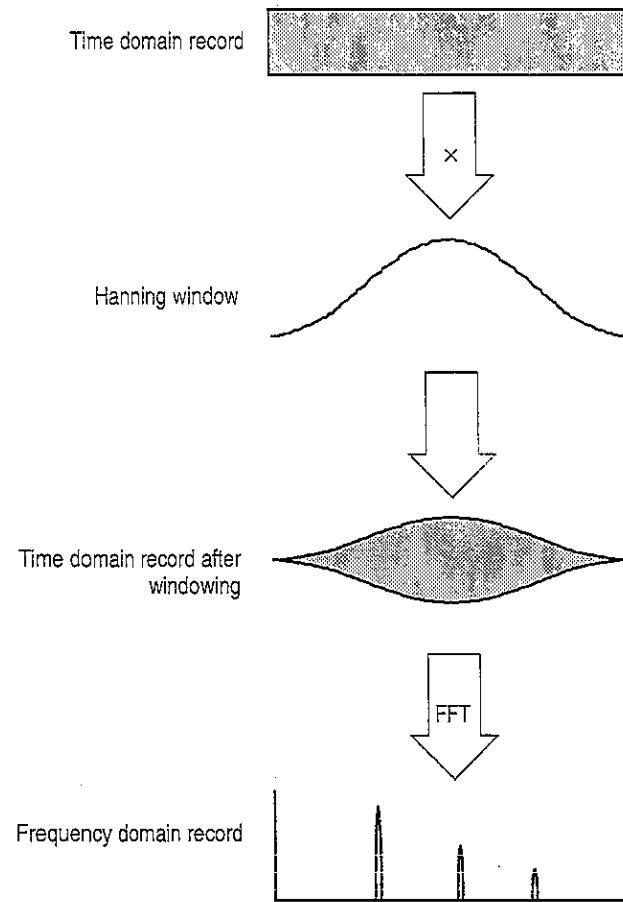 Time domain record
×
Hanning window
Time domain record after
windowing
FFT
Frequency domain record